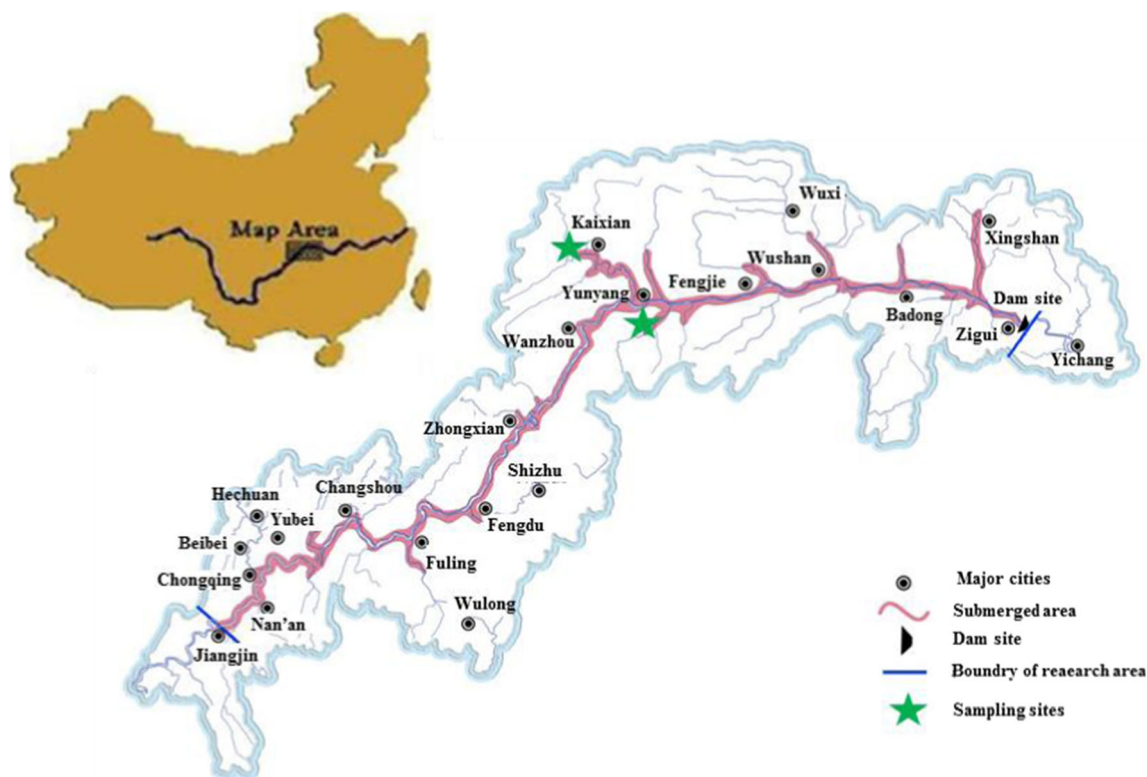 Map Area
Wuxi
Kaixian
Xingshan
Wushan
Fengjie
Yunyang
Dam site
Badong
Zigui
Wanzhou
Yichang
Zhongxian
Shizhu
Changshou
Hechuan
Yubei
Fengdu
Beibei
Fuling
Chongqing
Wulong
Nan'an
Jiangjin
Major cities
Submerged area
Dam site
Boundry of reaearch area
Sampling sites